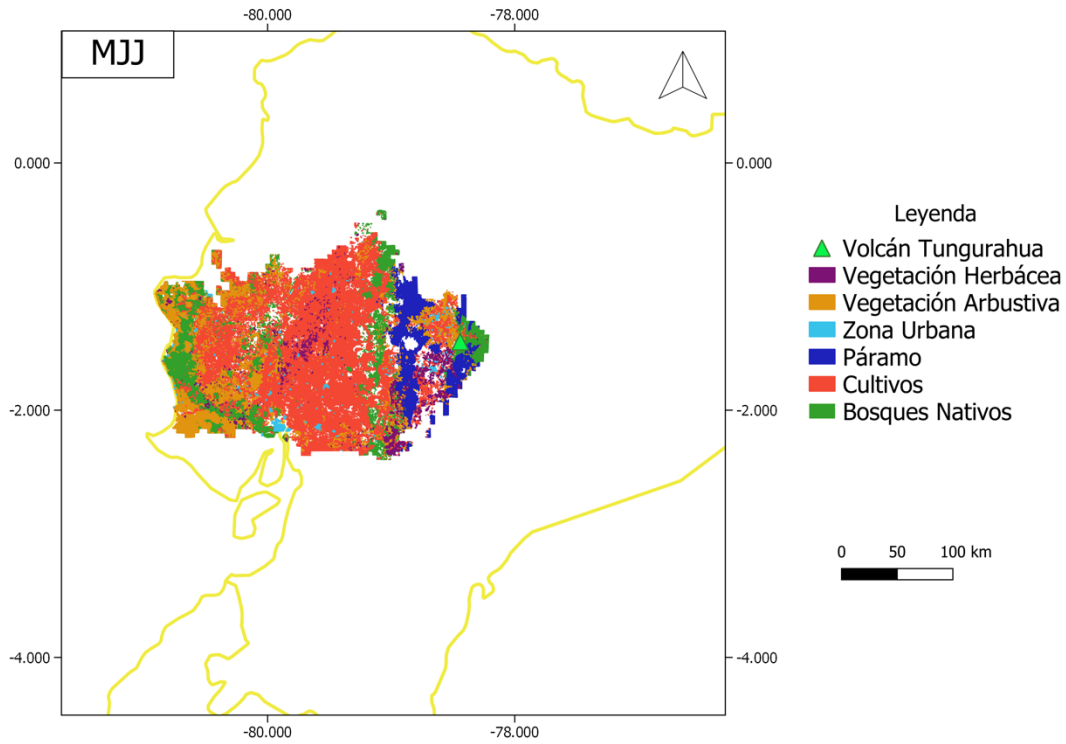 -80.000
-78.000
MJJ
0.000
0.000
Leyenda
Volcán Tungurahua
Vegetación Herbácea
Vegetación Arbustiva
Zona Urbana
Páramo
Cultivos
Bosques Nativos
-2.000
-2.000
0 50 100 km
-4.000
-4.000
-80.000
-78.000